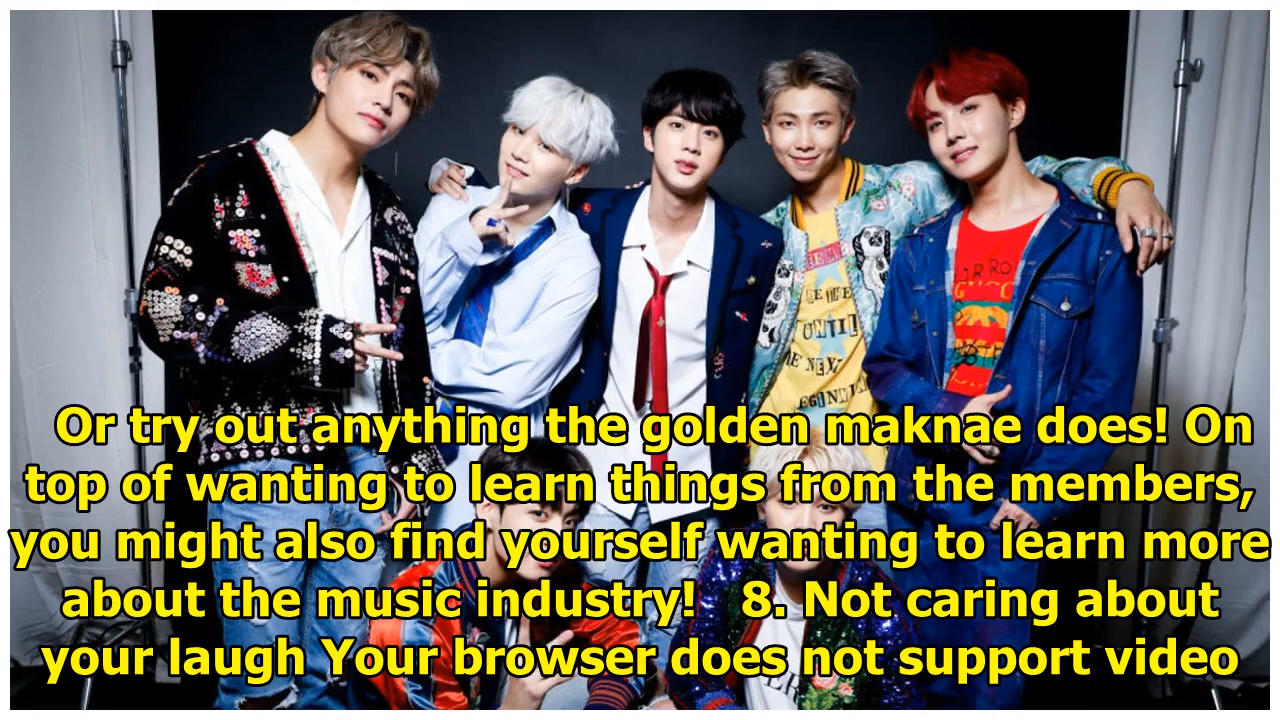 Or try out anything the golden maknae does! On
top of wanting to learn things from the members,
you might also find yourself wanting to learn more
about the music industry! 8. Not caring about
your laugh Your browser does not support video
UNTIL
GUCCI